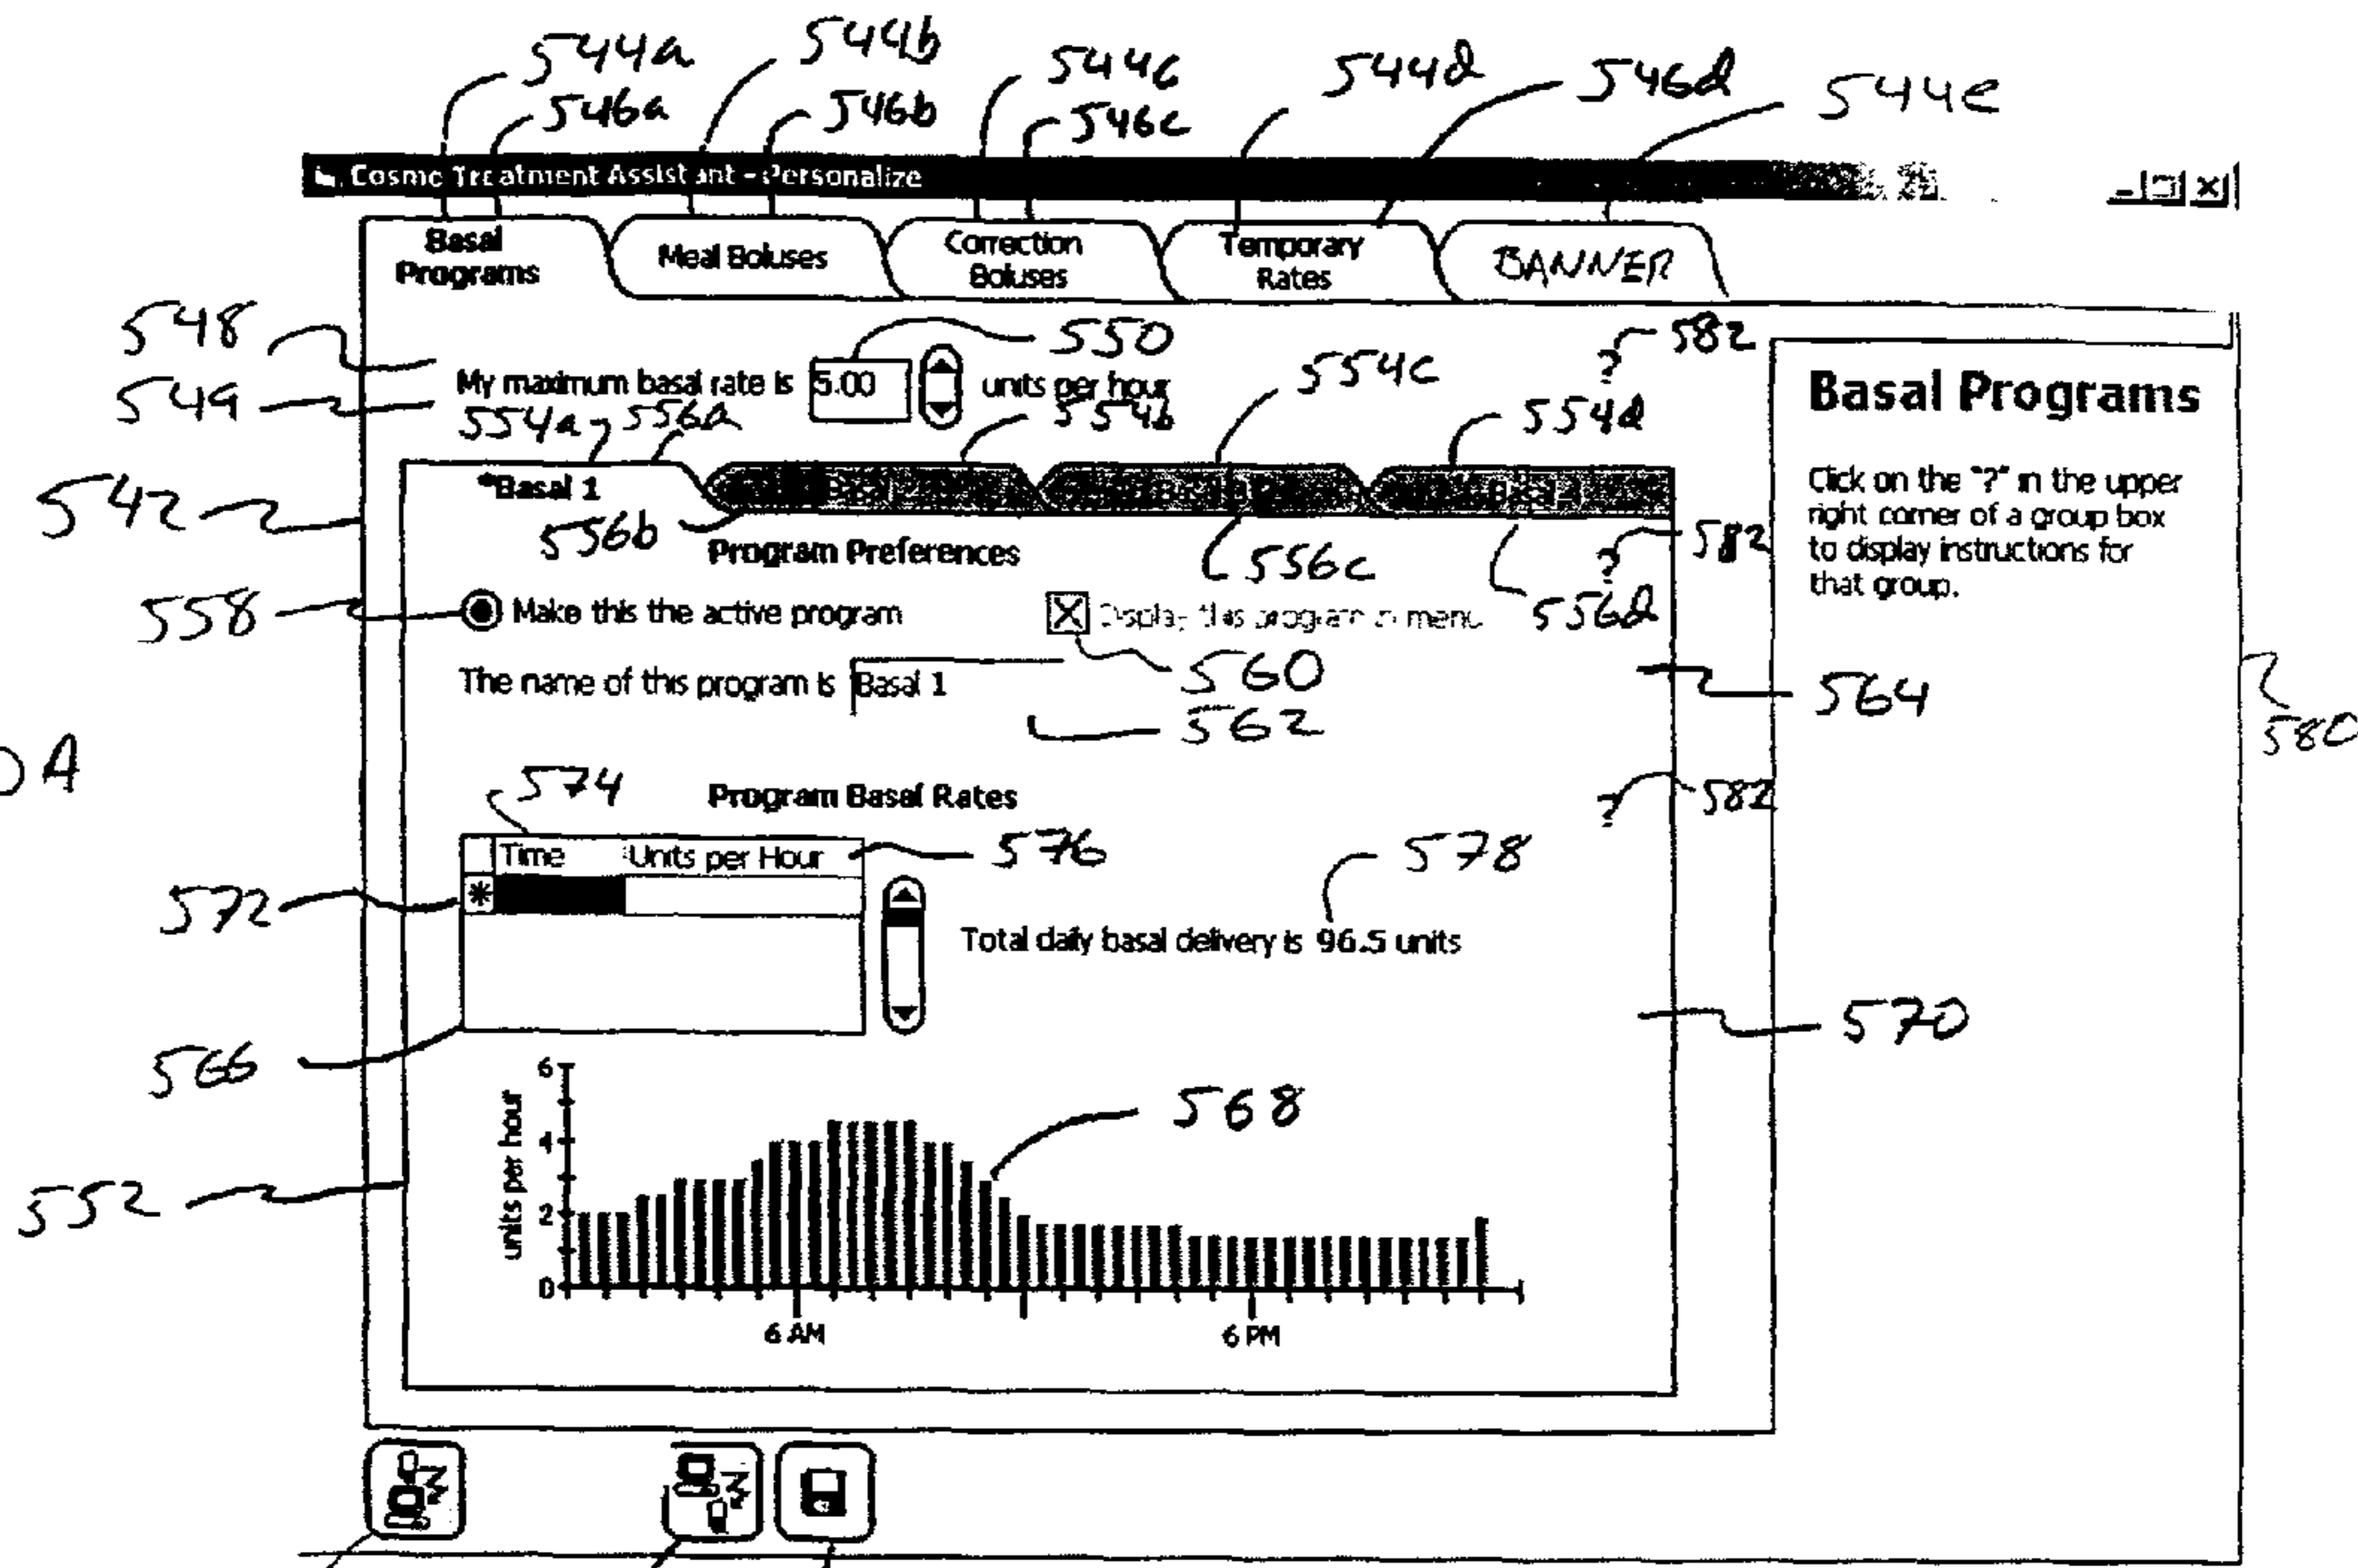 544a 544b 544c 544d 546d 544e
546a 546b 546c
Cosmo Treatment Assistant - Personalize
Basal Programs
Meal Boluses
Correction Boluses
Temporary Rates
BANNER
548
550
582
549
My maximum basal rate is 5.00 units per hour
554a 556a 554b 554c 554d
542
*Basal 1
556b
Program Preferences
556c
582
558
Make this the active program
Display this program in menu
556d
560
The name of this program is Basal 1
562
564
580
Basal Programs
Click on the "?" in the upper
right corner of a group box
to display instructions for
that group.
A
574
Program Basal Rates
582
Time Units per Hour
576
578
572
*
Total daily basal delivery is 96.5 units
566
570
6
4
2
0
units per hour
568
552
6 AM 6 PM